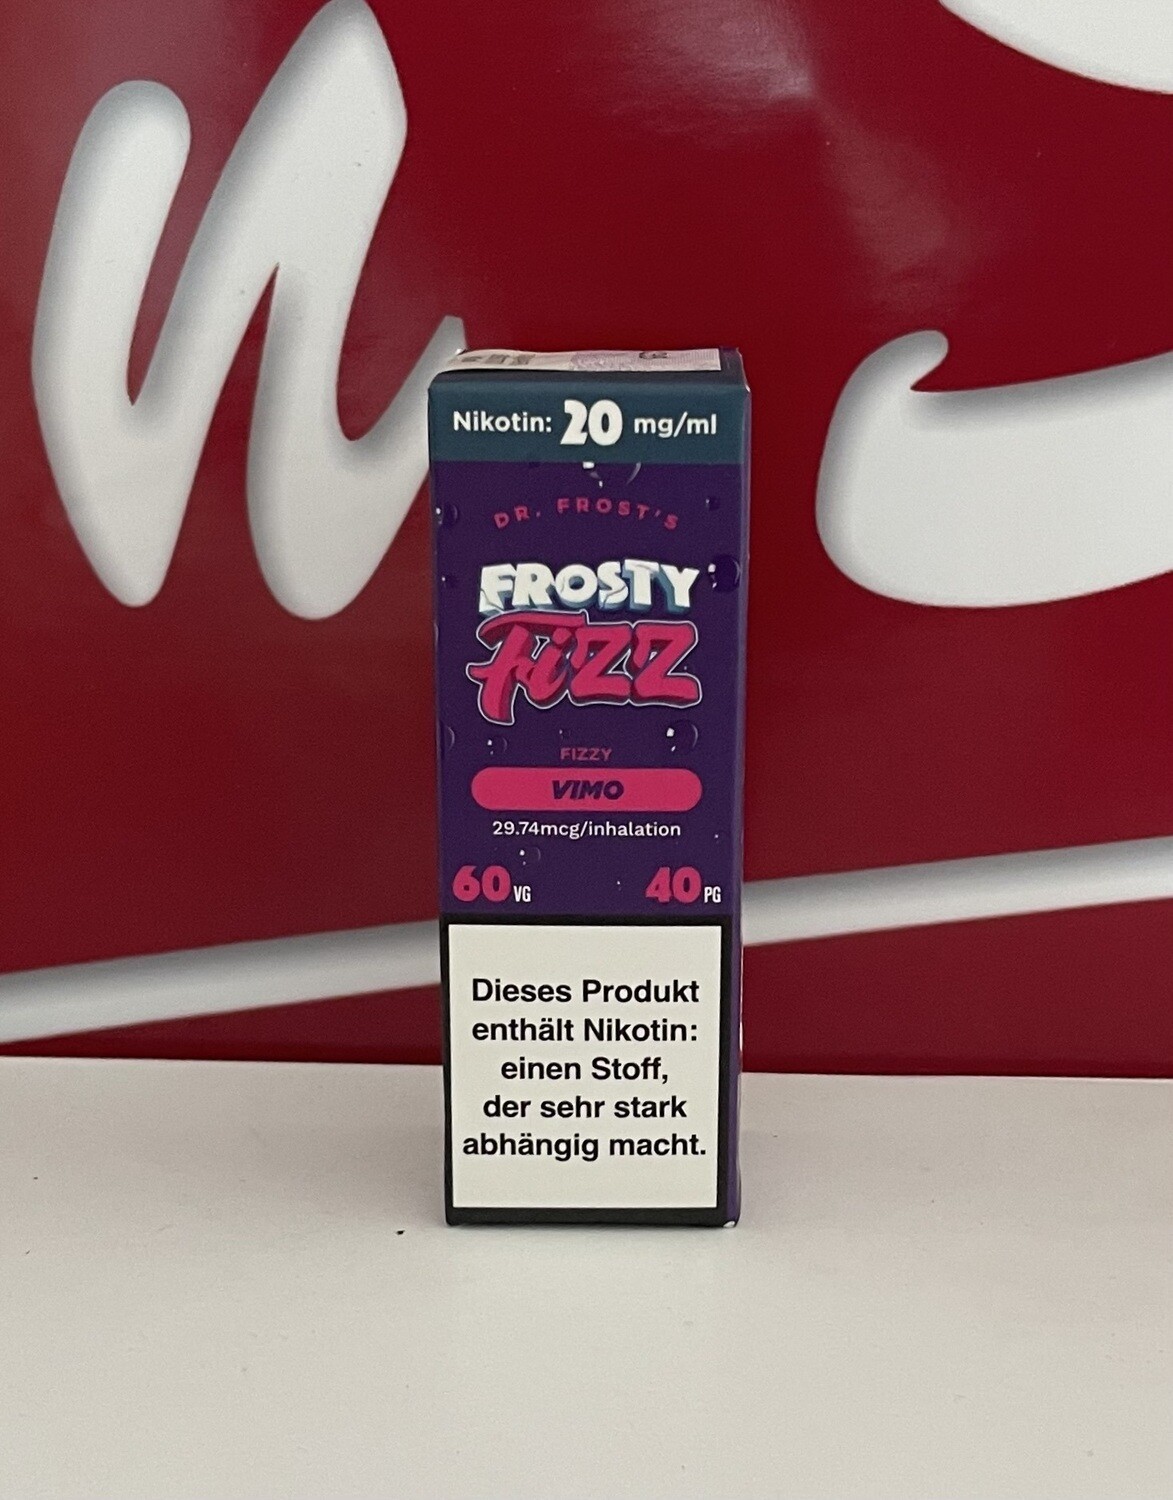 Nikotin: 20 mg/ml
DR. FROST'S
FROSTY
Fizz
FIZZY
VIMO
29.74mcg/inhalation
60 VG 40 PG
Dieses Produkt
enthält Nikotin:
einen Stoff,
der sehr stark
abhängig macht.